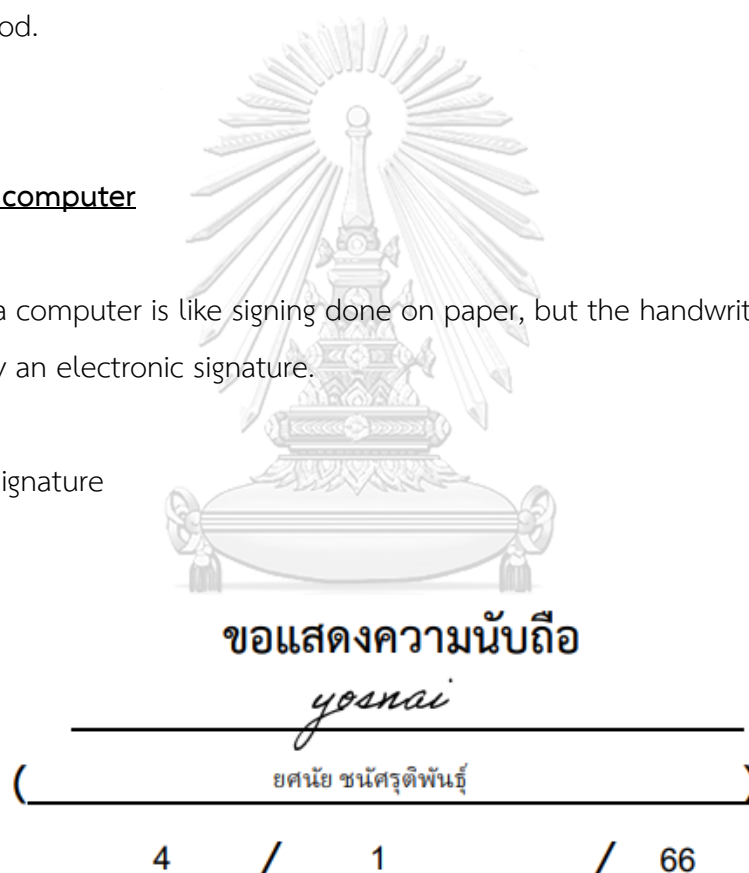 od.
computer
a computer is like signing done on paper, but the handwrit
y an electronic signature.
ignature
ขอแสดงความนับถือ
yosnai
( ยศนัย ชนัศรุติพันธุ์ )
4 / 1 / 66